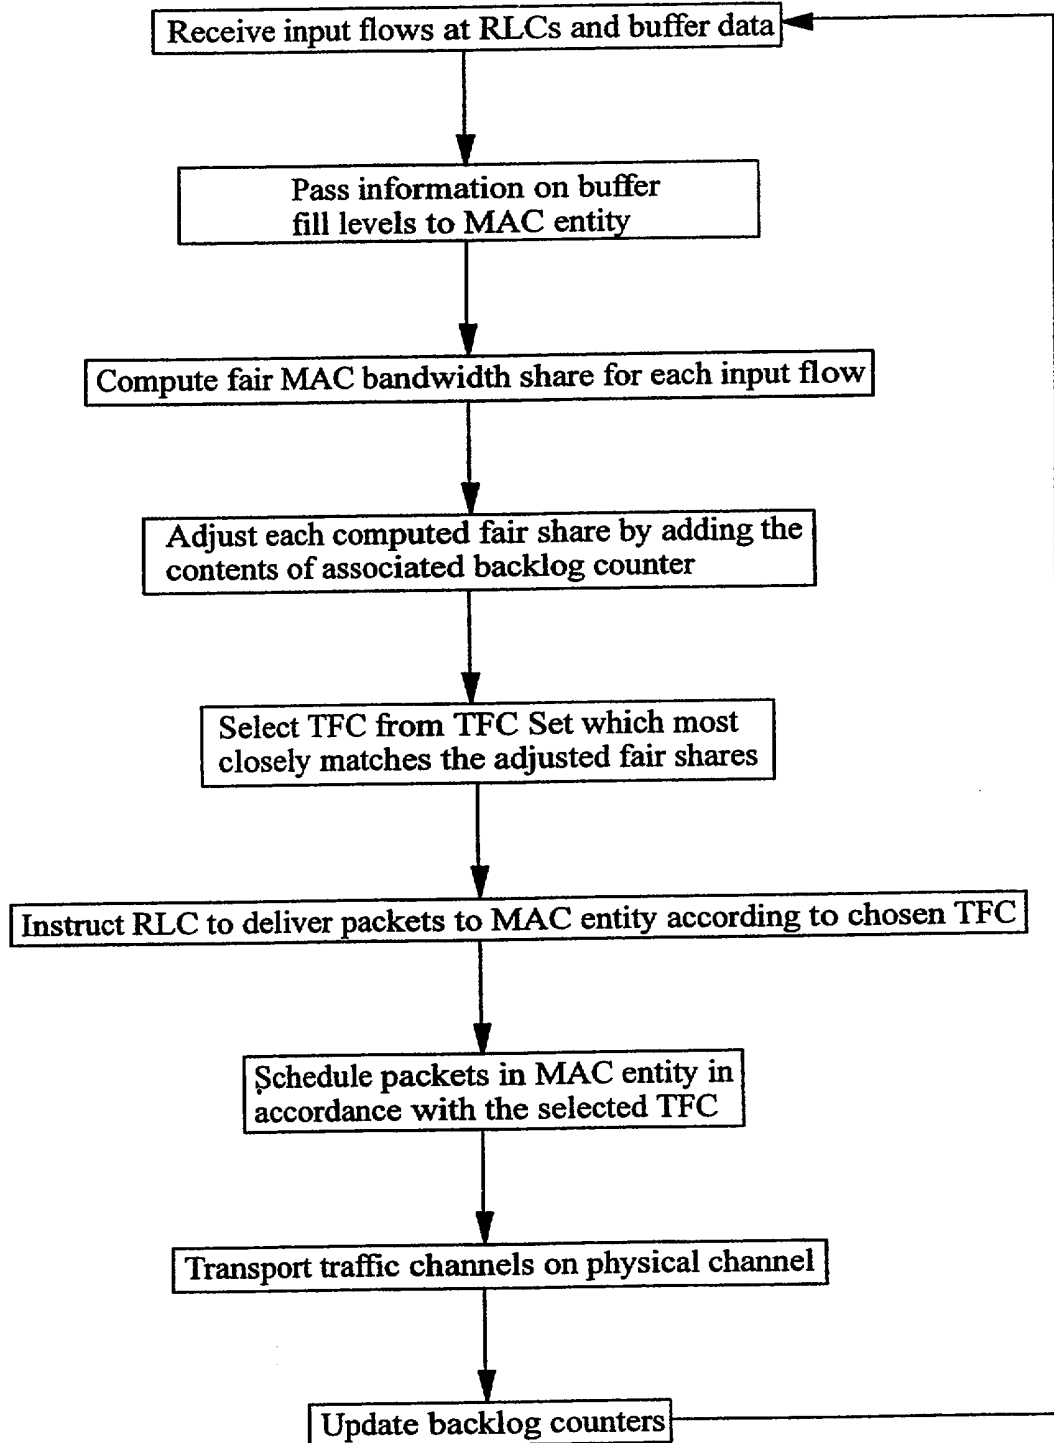 Receive input flows at RLCs and buffer data
Pass information on buffer
fill levels to MAC entity
Compute fair MAC bandwidth share for each input flow
Adjust each computed fair share by adding the
contents of associated backlog counter
Select TFC from TFC Set which most
closely matches the adjusted fair shares
Instruct RLC to deliver packets to MAC entity according to chosen TFC
Schedule packets in MAC entity in
accordance with the selected TFC
Transport traffic channels on physical channel
Update backlog counters